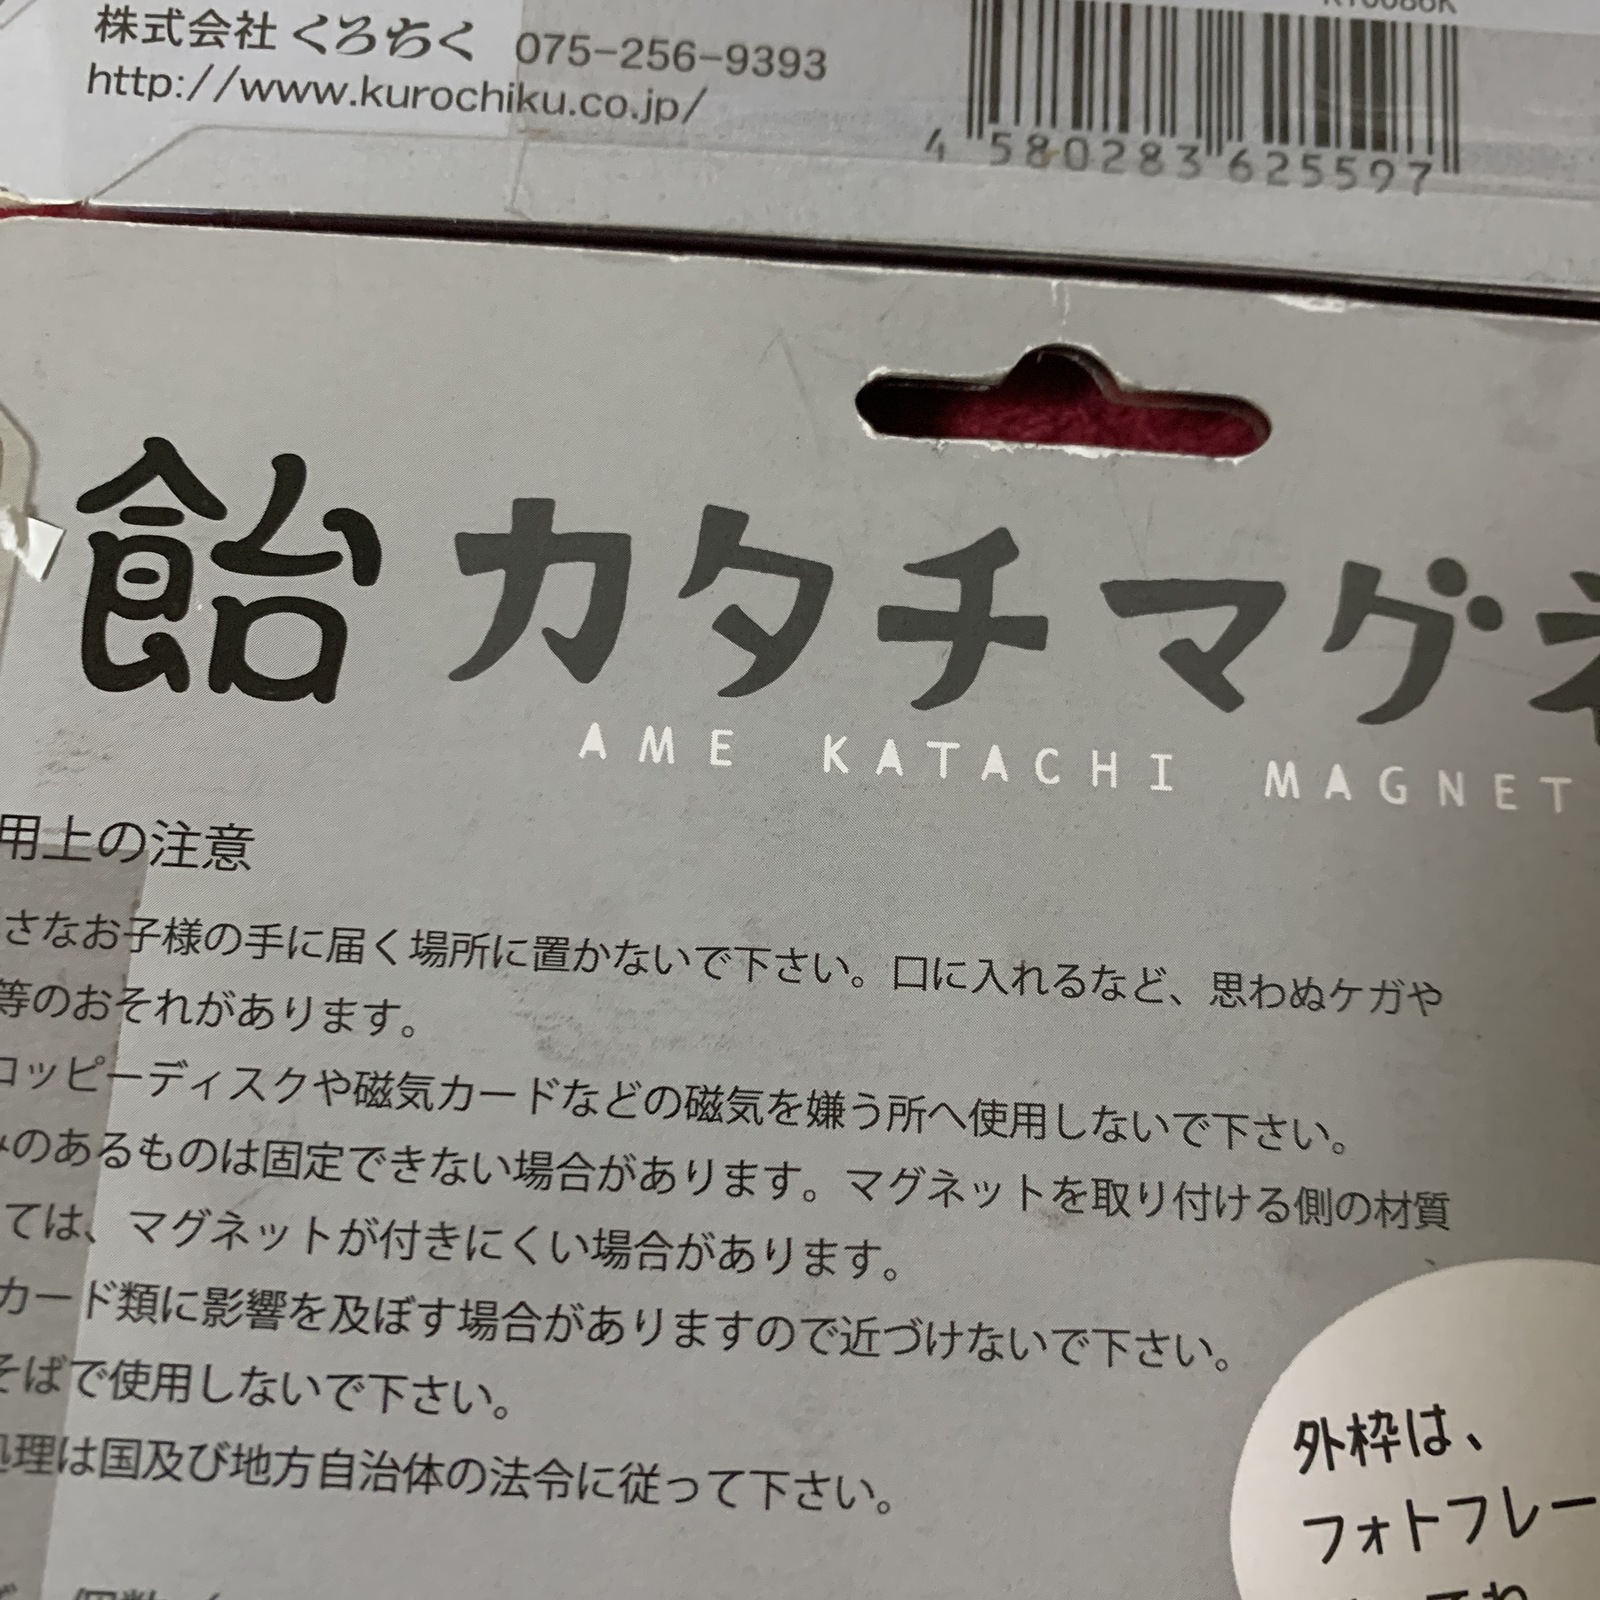 株式会社 くろちく 075-256-9393
http://www.kurochiku.co.jp/
4 580283 625597
飴 カタチマグネ
AME KATACHI MAGNET
用上の注意
さなお子様の手に届く場所に置かないで下さい。口に入れるなど、思わぬケガや
等のおそれがあります。
ロッピーディスクや磁気カードなどの磁気を嫌う所へ使用しないで下さい。
みのあるものは固定できない場合があります。マグネットを取り付ける側の材質
ては、マグネットが付きにくい場合があります。
カード類に影響を及ぼす場合がありますので近づけないで下さい。
そばで使用しないで下さい。
処理は国及び地方自治体の法令に従って下さい。
外枠は、
フォトフレー